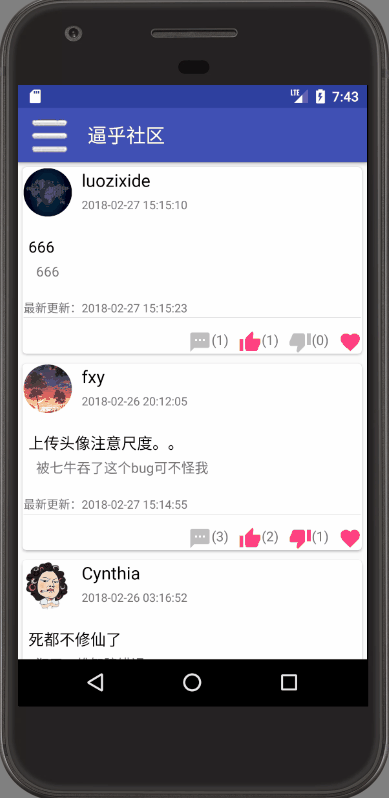 LTE 7:43
逼乎社区
luozixide
2018-02-27 15:15:10
666
666
最新更新：2018-02-27 15:15:23
(1) (1) (0)
fxy
2018-02-26 20:12:05
上传头像注意尺度。。
被七牛吞了这个bug可不怪我
最新更新：2018-02-27 15:14:55
(3) (2) (1)
Cynthia
2018-02-26 03:16:52
死都不修仙了